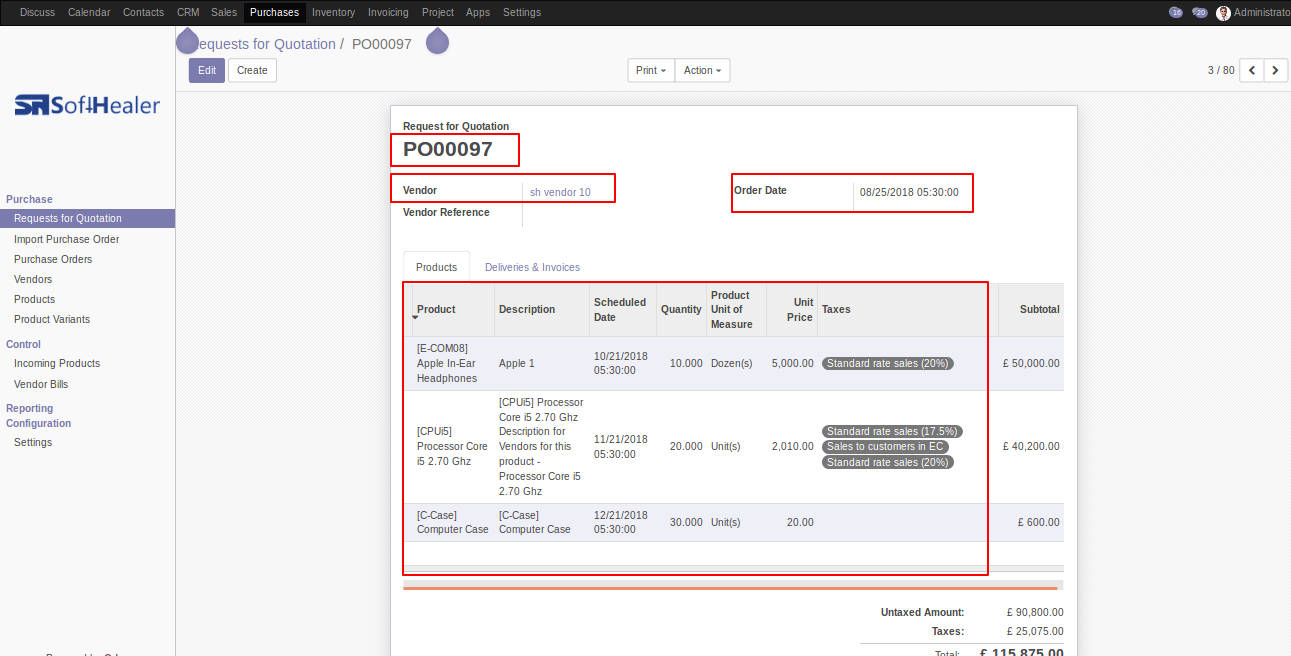 Discuss Calendar Contacts CRM Sales Purchases Inventory Invoicing Project Apps Settings 16 20 Administrato
equests for Quotation / PO00097
Edit Create Print Action 3 / 80
SoftHealer
Request for Quotation
PO00097
Vendor sh vendor 10 Order Date 08/25/2018 05:30:00
Vendor Reference
Purchase
Requests for Quotation
Import Purchase Order
Purchase Orders
Vendors
Products
Product Variants
Control
Incoming Products
Vendor Bills
Reporting
Configuration
Settings
Products Deliveries & Invoices
Product Description Scheduled Date Quantity Product Unit of Measure Unit Price Taxes Subtotal
[E-COM08] Apple In-Ear Headphones Apple 1 10/21/2018 05:30:00 10.000 Dozen(s) 5,000.00 Standard rate sales (20%) £ 50,000.00
[CPUi5] Processor Core i5 2.70 Ghz [CPUi5] Processor Core i5 2.70 Ghz Description for Vendors for this product - Processor Core i5 2.70 Ghz 11/21/2018 05:30:00 20.000 Unit(s) 2,010.00 Standard rate sales (17.5%) Sales to customers in EC Standard rate sales (20%) £ 40,200.00
[C-Case] Computer Case [C-Case] Computer Case 12/21/2018 05:30:00 30.000 Unit(s) 20.00 £ 600.00
Untaxed Amount: £ 90,800.00
Taxes: £ 25,075.00
Total: £ 115,875.00